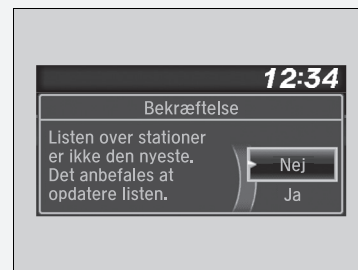 12:34
Bekræftelse
Listen over stationer
er ikke den nyeste.
Det anbefales at
opdatere listen.
Nej
Ja